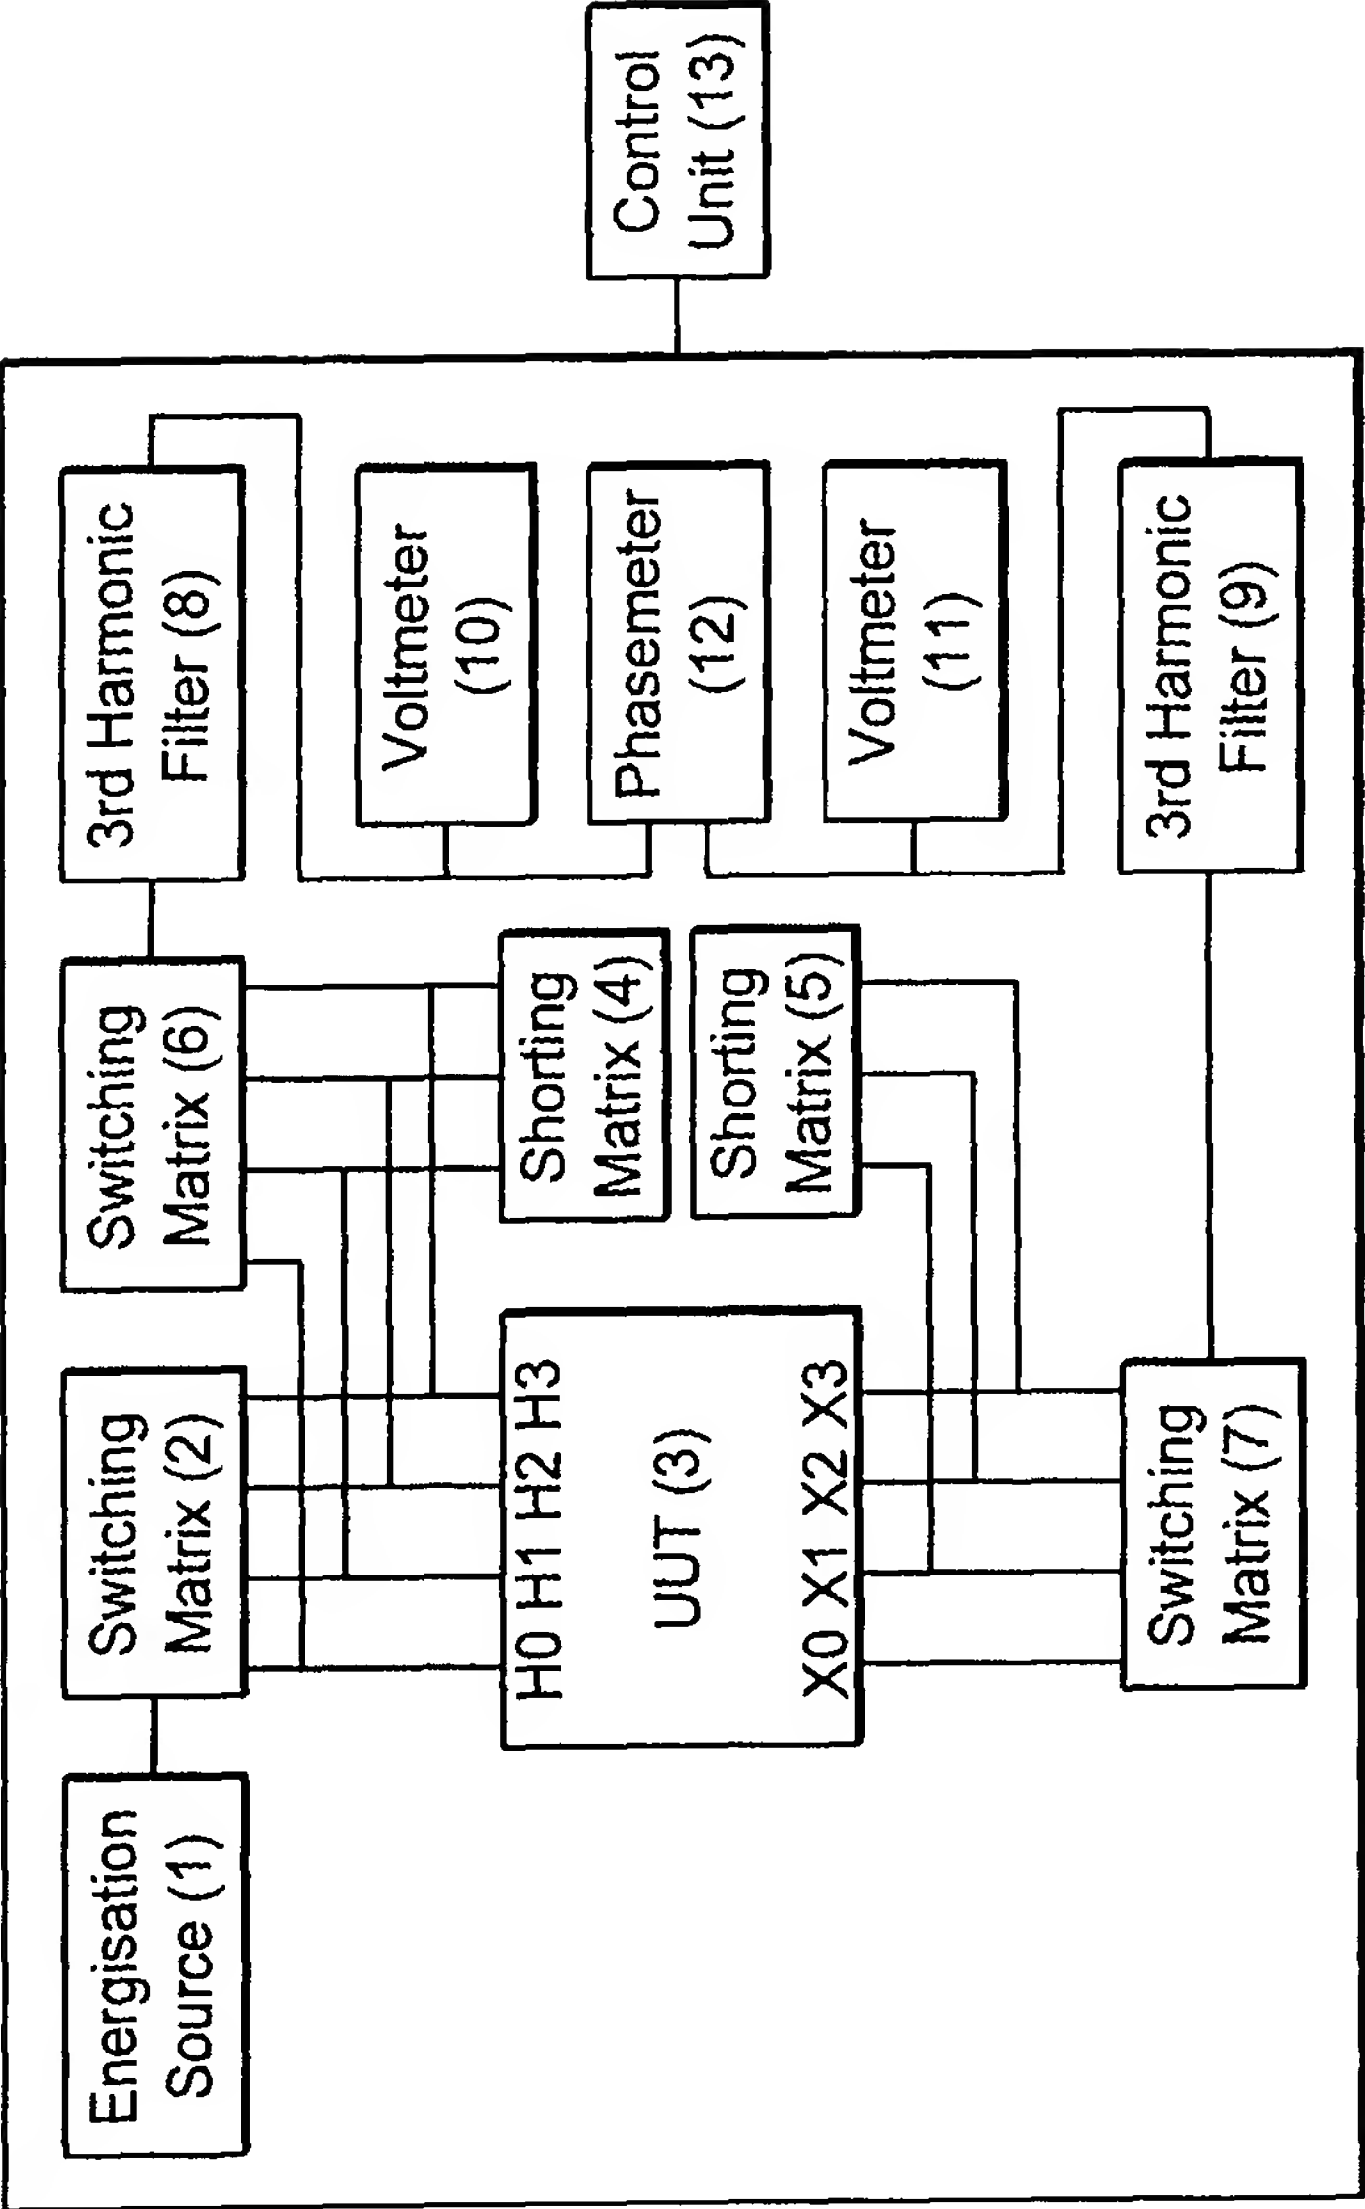 Energisation
Source (1)
Switching
Matrix (2)
Switching
Matrix (6)
3rd Harmonic
Filter (8)
H0 H1 H2 H3
UUT (3)
X0 X1 X2 X3
Shorting
Matrix (4)
Shorting
Matrix (5)
Voltmeter
(10)
Phasemeter
(12)
Voltmeter
(11)
Switching
Matrix (7)
3rd Harmonic
Filter (9)
Control
Unit (13)